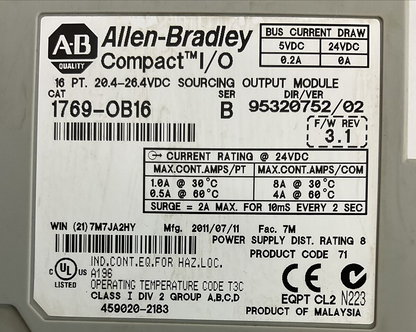 A-B
QUALITY
Allen-Bradley
Compact™ I/O
BUS CURRENT DRAW
5VDC 24VDC
0.2A 0A
16 PT. 20.4-26.4VDC SOURCING OUTPUT MODULE
CAT SER DIR/VER
1769-OB16 B 95320752/02
F/W REV
3.1
CURRENT RATING @ 24VDC
MAX.CONT.AMPS/PT MAX.CONT.AMPS/COM
1.0A @ 30°C 8A @ 30°C
0.5A @ 60°C 4A @ 60°C
SURGE = 2A MAX. FOR 10mS EVERY 2 SEC
WIN (21) 7M7JA2HY Mfg. 2011/07/11 Fac. 7M
POWER SUPPLY DIST. RATING 8
PRODUCT CODE 71
c UL US LISTED
IND.CONT.EQ.FOR HAZ.LOC.
A196
OPERATING TEMPERATURE CODE T3C
CLASS I DIV 2 GROUP A,B,C,D
459020-2183
CE
N223
EQPT CL2
PRODUCT OF MALAYSIA